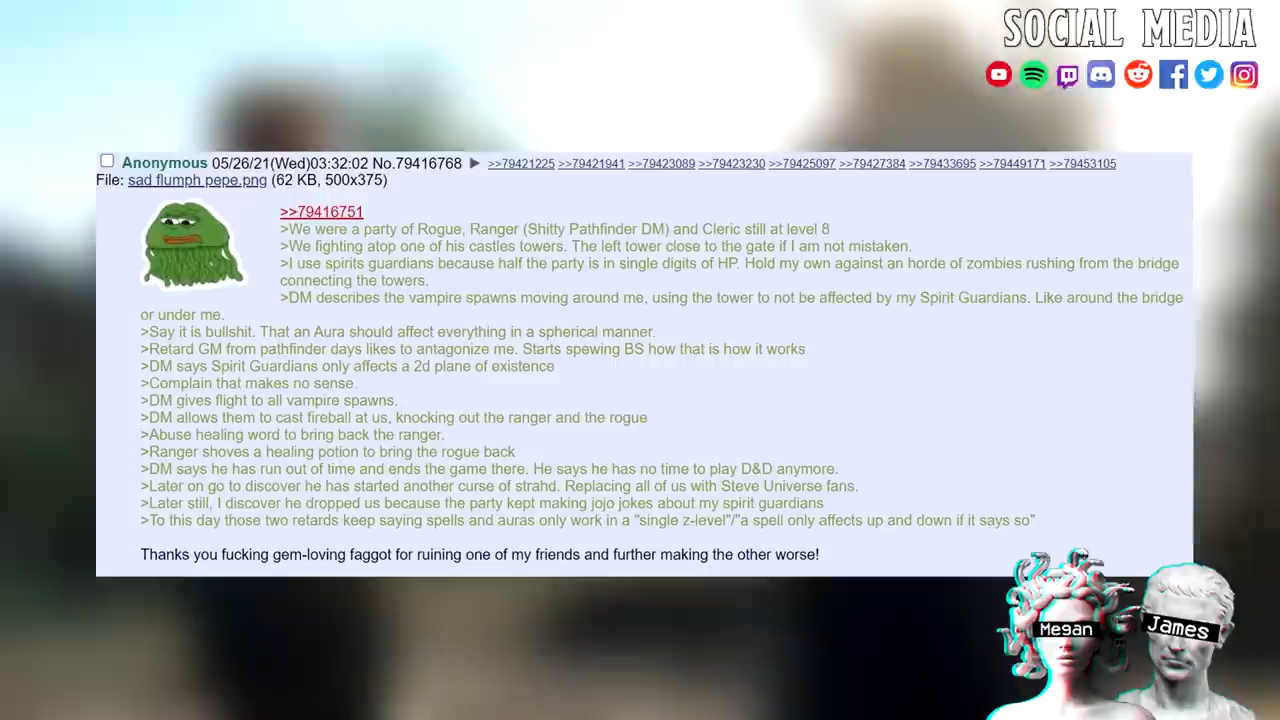 SOCIAL MEDIA
Anonymous 05/26/21(Wed)03:32:02 No.79416768 ▶ >>79421225 >>79421941 >>79423089 >>79423230 >>79425097 >>79427384 >>79433695 >>79449171 >>79453105
File: sad flumph pepe.png (62 KB, 500x375)
>>79416751
>We were a party of Rogue, Ranger (Shitty Pathfinder DM) and Cleric still at level 8
>We fighting atop one of his castles towers. The left tower close to the gate if I am not mistaken.
>I use spirits guardians because half the party is in single digits of HP. Hold my own against an horde of zombies rushing from the bridge
connecting the towers.
>DM describes the vampire spawns moving around me, using the tower to not be affected by my Spirit Guardians. Like around the bridge
or under me.
>Say it is bullshit. That an Aura should affect everything in a spherical manner.
>Retard GM from pathfinder days likes to antagonize me. Starts spewing BS how that is how it works
>DM says Spirit Guardians only affects a 2d plane of existence
>Complain that makes no sense.
>DM gives flight to all vampire spawns.
>DM allows them to cast fireball at us, knocking out the ranger and the rogue
>Abuse healing word to bring back the ranger.
>Ranger shoves a healing potion to bring the rogue back
>DM says he has run out of time and ends the game there. He says he has no time to play D&D anymore.
>Later on go to discover he has started another curse of strahd. Replacing all of us with Steve Universe fans.
>Later still, I discover he dropped us because the party kept making jojo jokes about my spirit guardians
>To this day those two retards keep saying spells and auras only work in a "single z-level"/"a spell only affects up and down if it says so"
Thanks you fucking gem-loving faggot for ruining one of my friends and further making the other worse!
Megan
James